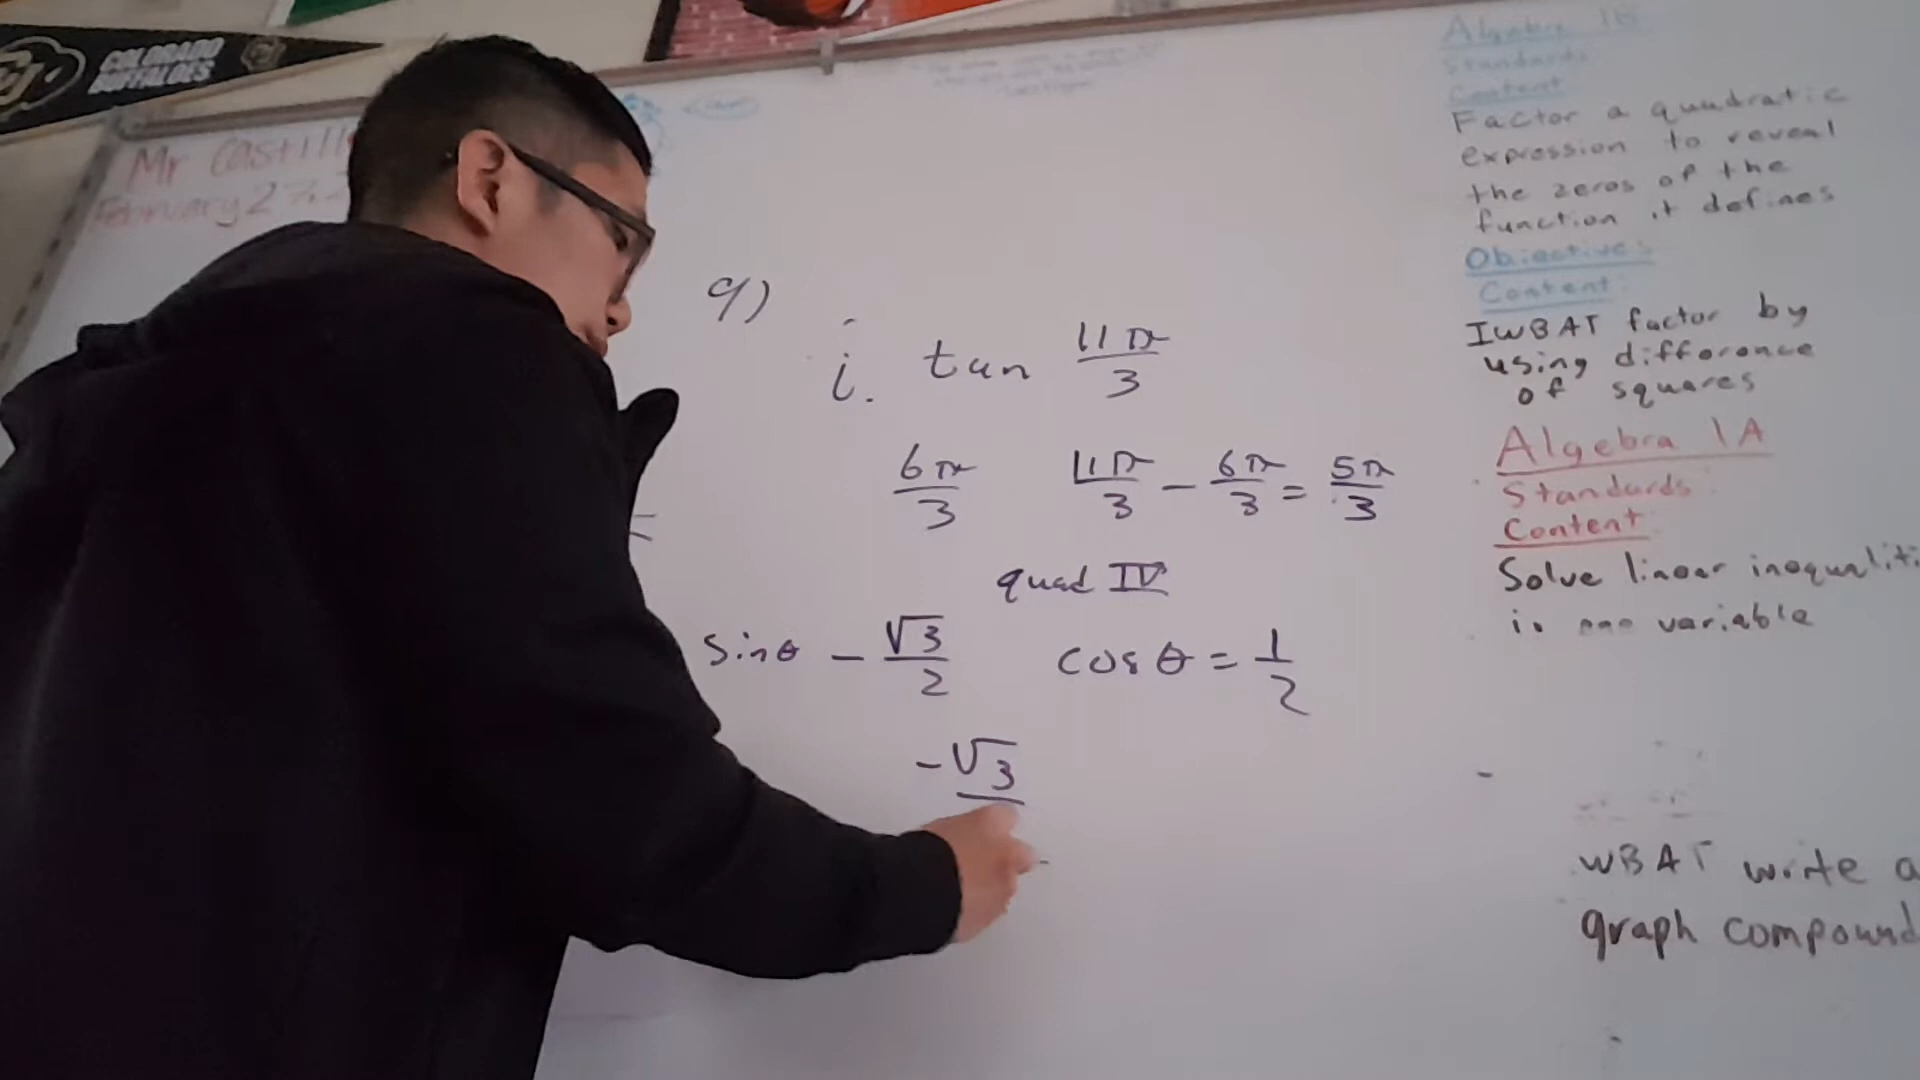 COLORADO
BUFFALOES
Mr Castill
February 27
9)
i. tan 11π/3
6π/3 11π/3 - 6π/3 = 5π/3
quad IV
sinθ - √3/2 cosθ = 1/2
-√3
Algebra 1B
Standards
Content
Factor a quadratic
expression to reveal
the zeros of the
function it defines
Objectives:
Content:
IWBAT factor by
using difference
of squares
Algebra 1A
Standards
Content:
Solve linear inequaliti
in one variable
WBAT write a
graph compound